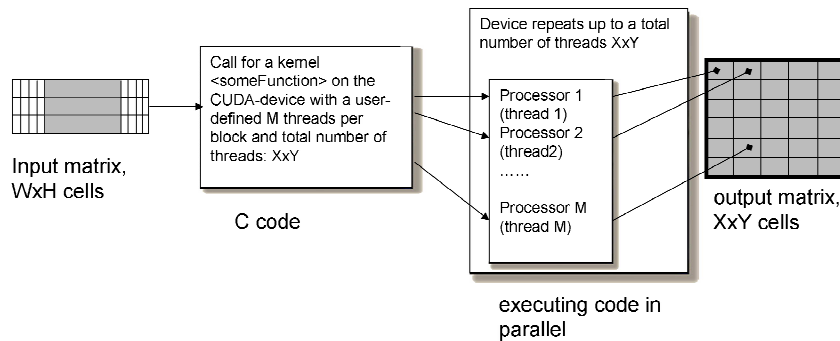 Input matrix,
WxH cells
Call for a kernel
<someFunction> on the
CUDA-device with a user-
defined M threads per
block and total number of
threads: XxY
C code
Device repeats up to a total
number of threads XxY
Processor 1
(thread 1)
Processor 2
(thread2)
......
Processor M
(thread M)
executing code in
parallel
output matrix,
XxY cells